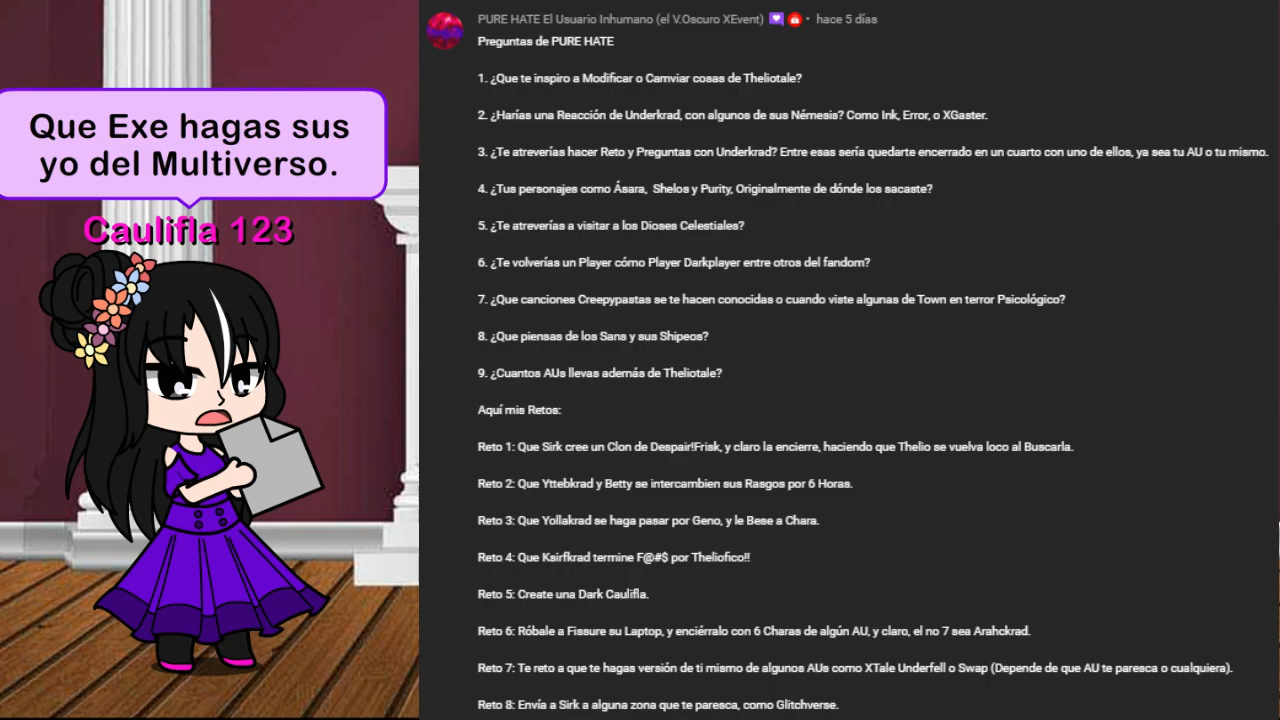 Que Exe hagas sus
yo del Multiverso.
Caulifla 123
PURE HATE El Usuario Inhumano (el V.Oscuro XEvent) • hace 5 días
Preguntas de PURE HATE
1. ¿Que te inspiro a Modificar o Camviar cosas de Theliotale?
2. ¿Harías una Reacción de Underkrad, con algunos de sus Némesis? Como Ink, Error, o XGaster.
3. ¿Te atreverías hacer Reto y Preguntas con Underkrad? Entre esas sería quedarte encerrado en un cuarto con uno de ellos, ya sea tu AU o tu mismo.
4. ¿Tus personajes como Ásara, Shelos y Purity, Originalmente de dónde los sacaste?
5. ¿Te atreverías a visitar a los Dioses Celestiales?
6. ¿Te volverías un Player cómo Player Darkplayer entre otros del fandom?
7. ¿Que canciones Creepypastas se te hacen conocidas o cuando viste algunas de Town en terror Psicológico?
8. ¿Que piensas de los Sans y sus Shipeos?
9. ¿Cuantos AUs llevas además de Theliotale?
Aquí mis Retos:
Reto 1: Que Sirk cree un Clon de Despair!Frisk, y claro la encierre, haciendo que Thelio se vuelva loco al Buscarla.
Reto 2: Que Yttebkrad y Betty se intercambien sus Rasgos por 6 Horas.
Reto 3: Que Yollakrad se haga pasar por Geno, y le Bese a Chara.
Reto 4: Que Ksirfkrad termine F@#$ por Theliofico!!
Reto 5: Create una Dark Caulifla.
Reto 6: Róbale a Fissure su Laptop, y enciérralo con 6 Charas de algún AU, y claro, el no 7 sea Arahckrad.
Reto 7: Te reto a que te hagas versión de ti mismo de algunos AUs como XTale Underfell o Swap (Depende de que AU te paresca o cualquiera).
Reto 8: Envía a Sirk a alguna zona que te paresca, como Glitchverse.